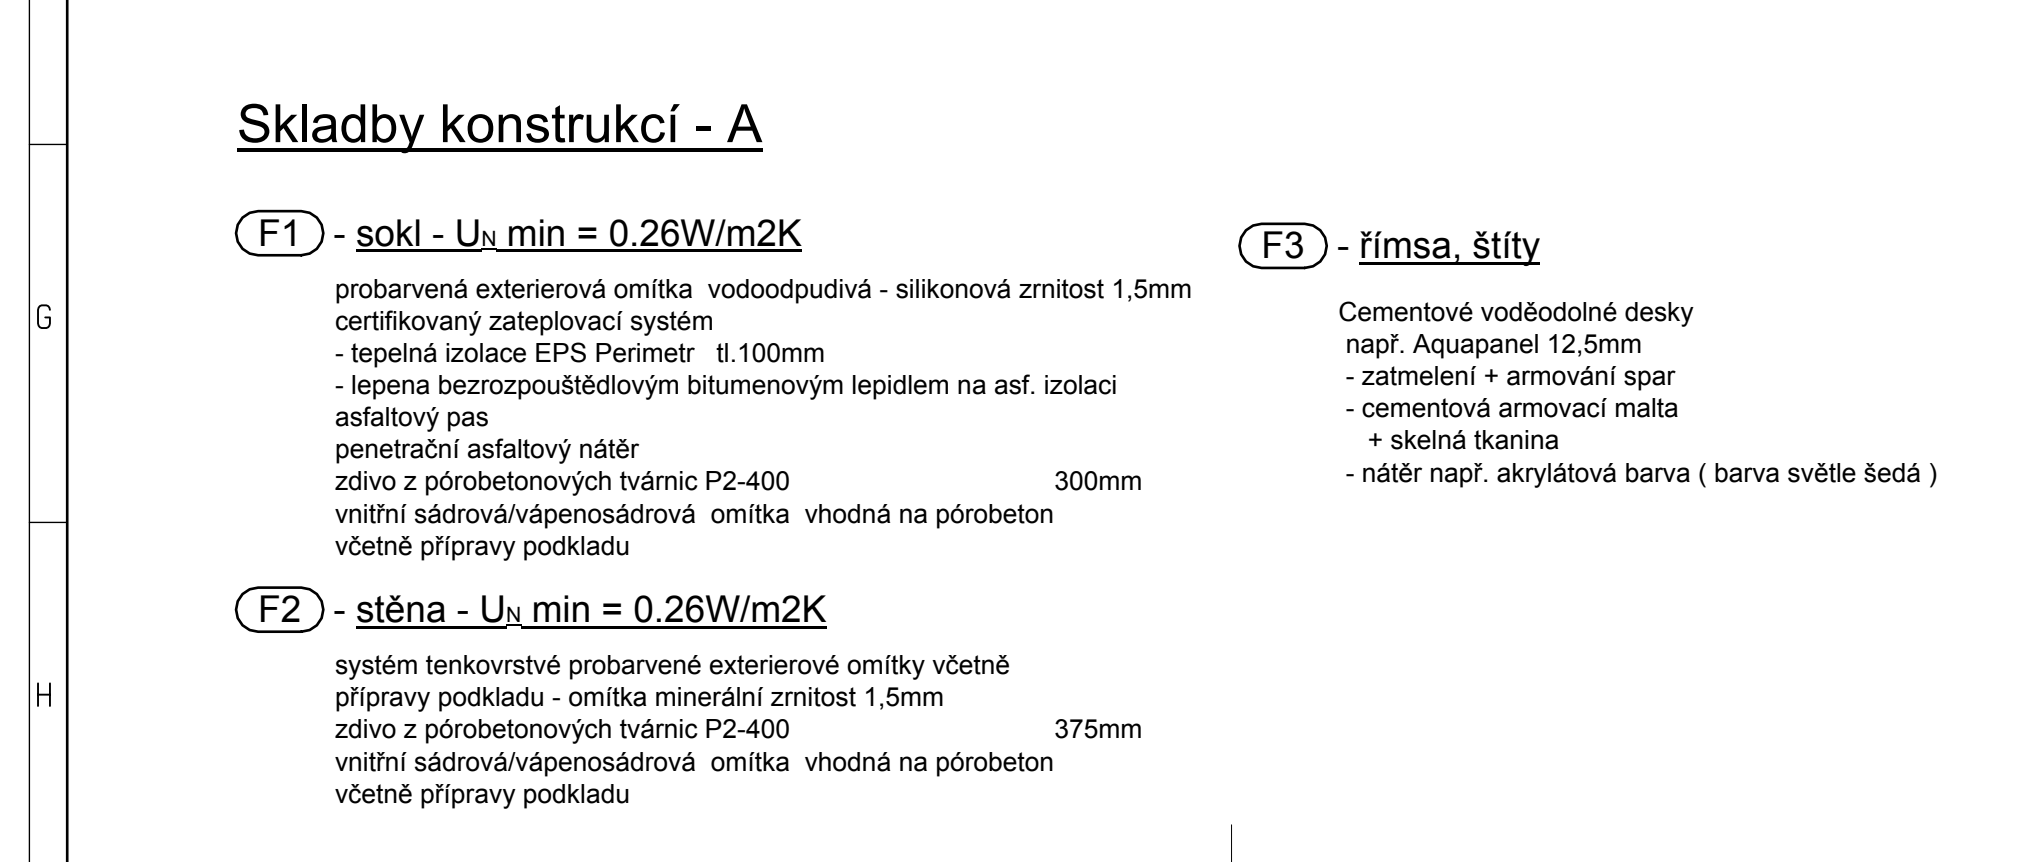 Skladby konstrukcí - A
F1 - sokl - UN min = 0.26W/m2K
probarvená exterierová omítka vodoodpudivá - silikonová zrnitost 1,5mm
certifikovaný zateplovací systém
- tepelná izolace EPS Perimetr tl.100mm
- lepena bezrozpouštědlovým bitumenovým lepidlem na asf. izolaci
asfaltový pas
penetrační asfaltový nátěr
zdivo z pórobetonových tvárnic P2-400 300mm
vnitřní sádrová/vápenosádrová omítka vhodná na pórobeton
včetně přípravy podkladu
F2 - stěna - UN min = 0.26W/m2K
systém tenkovrstvé probarvené exterierové omítky včetně
přípravy podkladu - omítka minerální zrnitost 1,5mm
zdivo z pórobetonových tvárnic P2-400 375mm
vnitřní sádrová/vápenosádrová omítka vhodná na pórobeton
včetně přípravy podkladu
F3 - římsa, štíty
Cementové voděodolné desky
např. Aquapanel 12,5mm
- zatmelení + armování spar
- cementová armovací malta
+ skelná tkanina
- nátěr např. akrylátová barva ( barva světle šedá )
G
H